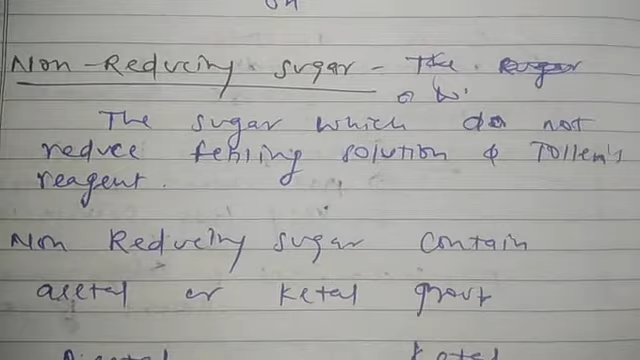 OH
Non-Reducing sugar - The
The sugar which do not
reduce fehling solution & Tollen's
reagent.
Non Reducing sugar contain
acetal or Ketal group